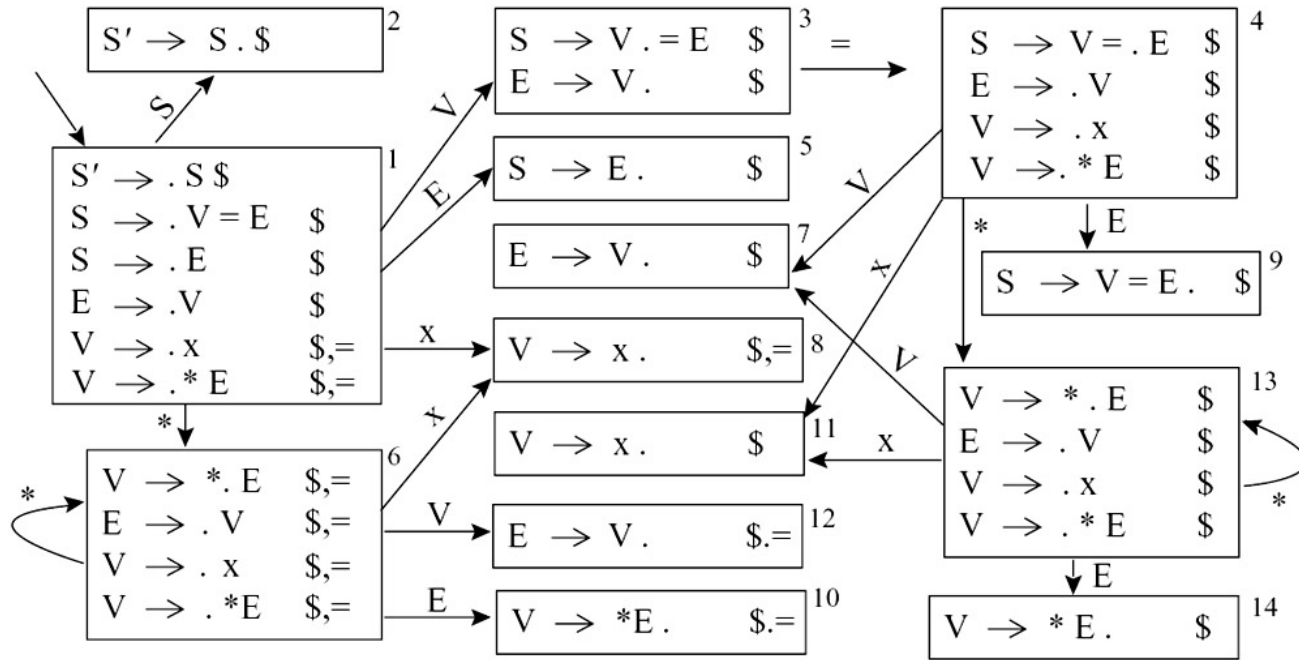 2
S' → S . $
S
1
S' → . S $
S → . V = E $
S → . E $
E → .V $
V → . x $,=
V → .* E $,=
*
6
V → *. E $,=
E → . V $,=
V → . x $,=
V → . *E $,=
*
V
E
x
x
V
E
3
S → V . = E $
E → V . $
=
5
S → E . $
7
E → V . $
8
V → x . $,=
11
V → x . $
12
E → V . $.=
10
V → *E . $.=
4
S → V = . E $
E → . V $
V → . x $
V → . * E $
V
x
*
E
9
S → V = E . $
V
x
13
V → * . E $
E → . V $
V → . x $
V → . * E $
*
E
14
V → * E . $